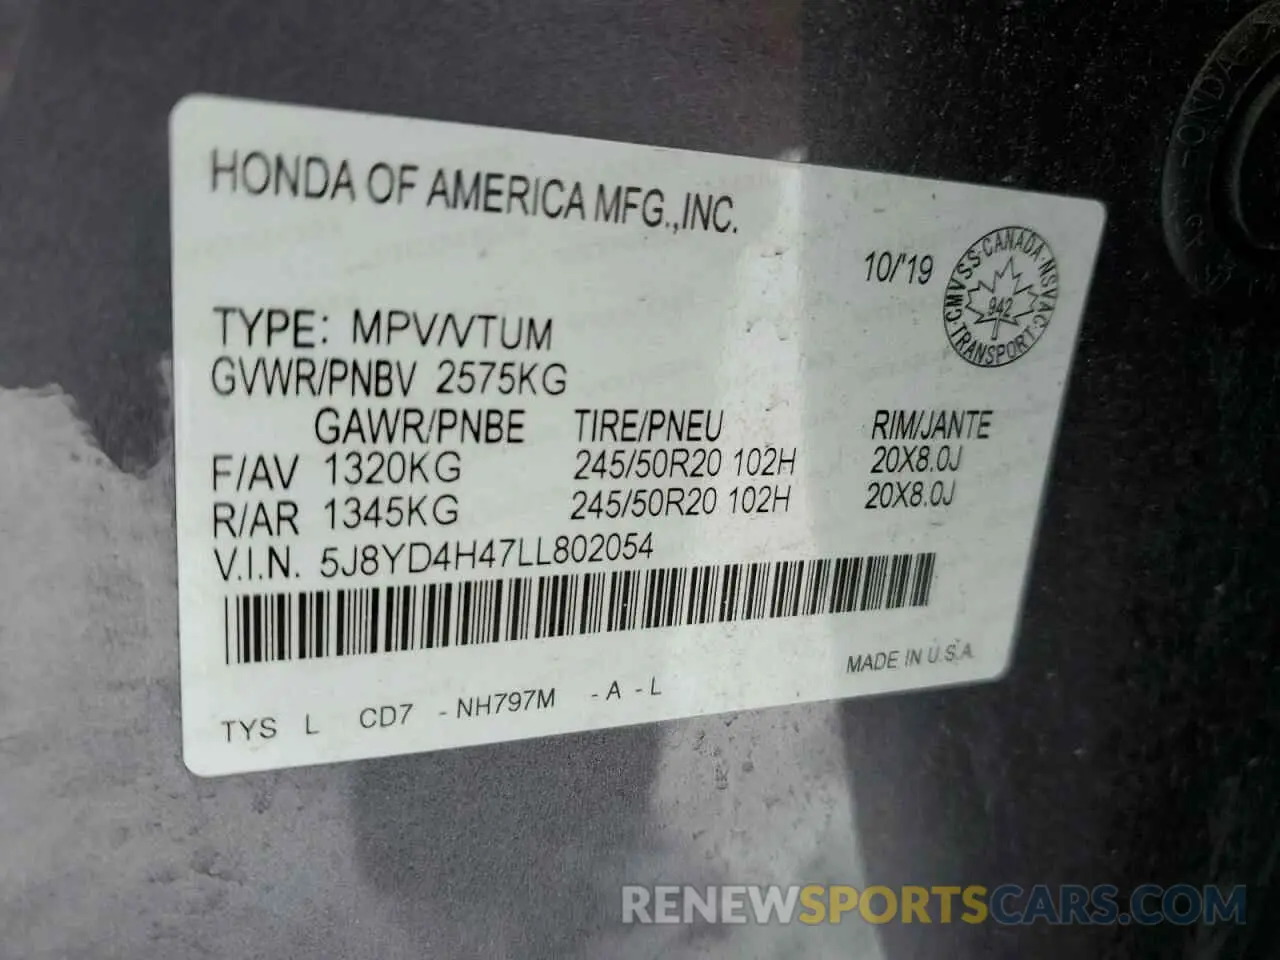 HONDA OF AMERICA MFG.,INC.
10/'19
CMVSS·CANADA·NSVAC·TRANSPORT·
942
TYPE: MPV/VTUM
GVWR/PNBV 2575KG
GAWR/PNBE TIRE/PNEU RIM/JANTE
F/AV 1320KG 245/50R20 102H 20X8.0J
R/AR 1345KG 245/50R20 102H 20X8.0J
V.I.N. 5J8YD4H47LL802054
MADE IN U.S.A.
TYS L CD7 -NH797M -A -L
HONDA
RENEWSPORTSCARS.COM